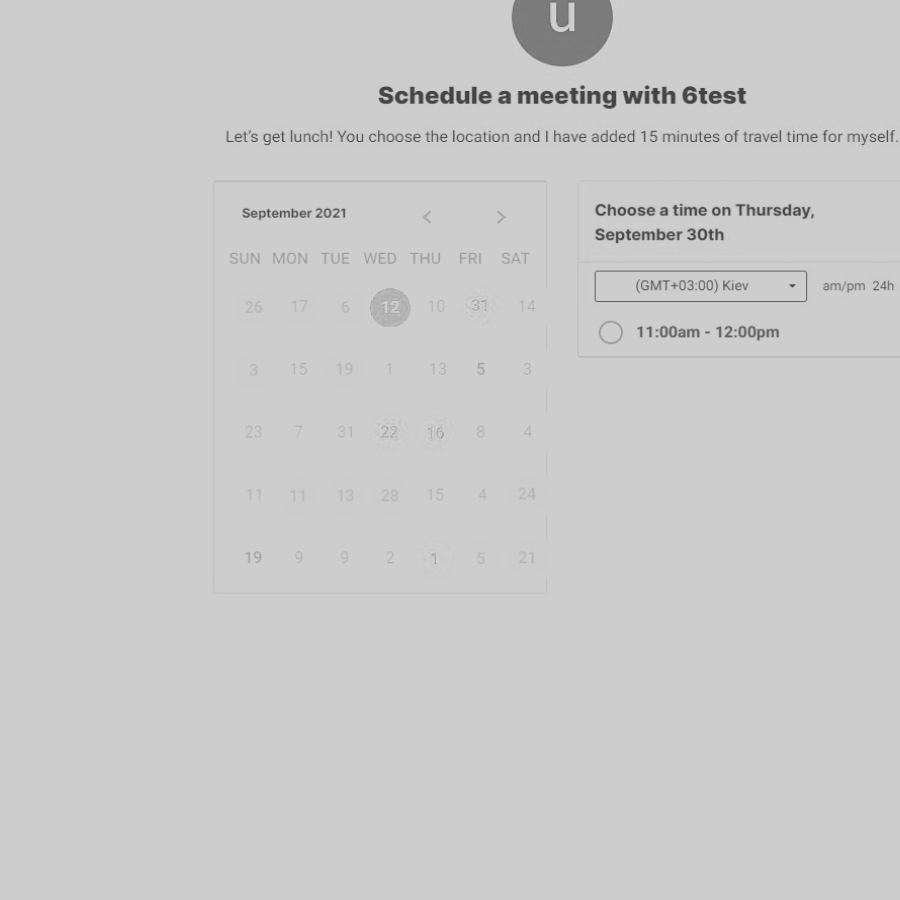 u
Schedule a meeting with 6test
Let's get lunch! You choose the location and I have added 15 minutes of travel time for myself.
September 2021
SUN MON TUE WED THU FRI SAT
26 17 6 12 10 31 14
3 15 19 1 13 5 3
23 7 31 22 16 8 4
11 11 13 28 15 4 24
19 9 9 2 1 5 21
Choose a time on Thursday,
September 30th
(GMT+03:00) Kiev am/pm 24h
11:00am - 12:00pm